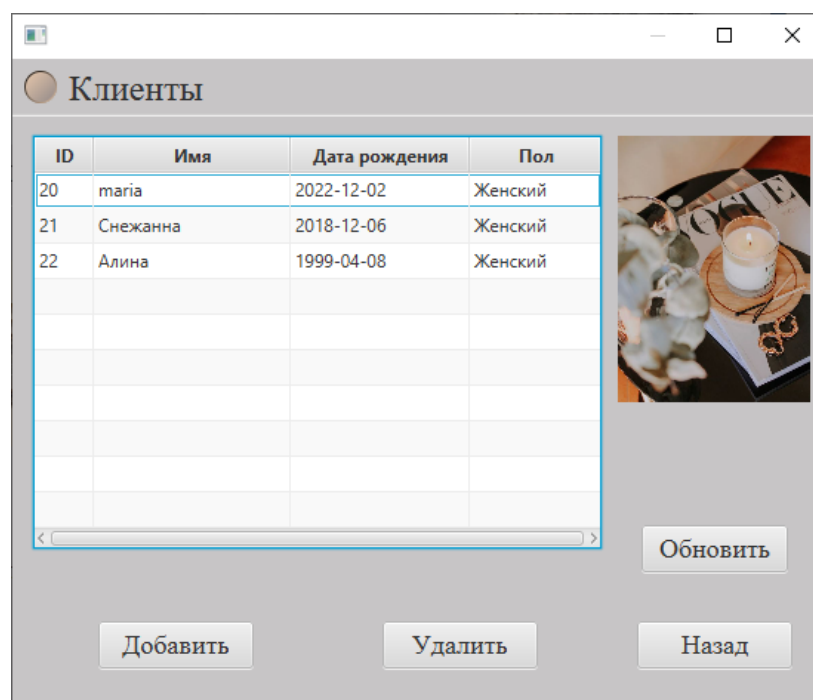 Клиенты
ID Имя Дата рождения Пол
20 maria 2022-12-02 Женский
21 Снежанна 2018-12-06 Женский
22 Алина 1999-04-08 Женский
VOGUE
Обновить
Добавить Удалить Назад